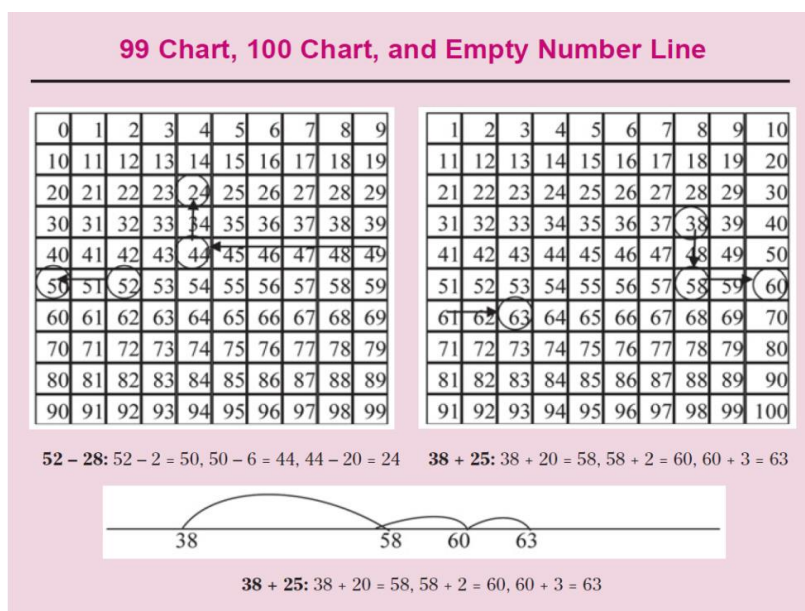 99 Chart, 100 Chart, and Empty Number Line
0 1 2 3 4 5 6 7 8 9
10 11 12 13 14 15 16 17 18 19
20 21 22 23 24 25 26 27 28 29
30 31 32 33 34 35 36 37 38 39
40 41 42 43 44 45 46 47 48 49
50 51 52 53 54 55 56 57 58 59
60 61 62 63 64 65 66 67 68 69
70 71 72 73 74 75 76 77 78 79
80 81 82 83 84 85 86 87 88 89
90 91 92 93 94 95 96 97 98 99
52 – 28: 52 – 2 = 50, 50 – 6 = 44, 44 – 20 = 24
1 2 3 4 5 6 7 8 9 10
11 12 13 14 15 16 17 18 19 20
21 22 23 24 25 26 27 28 29 30
31 32 33 34 35 36 37 38 39 40
41 42 43 44 45 46 47 48 49 50
51 52 53 54 55 56 57 58 59 60
61 62 63 64 65 66 67 68 69 70
71 72 73 74 75 76 77 78 79 80
81 82 83 84 85 86 87 88 89 90
91 92 93 94 95 96 97 98 99 100
38 + 25: 38 + 20 = 58, 58 + 2 = 60, 60 + 3 = 63
38 58 60 63
38 + 25: 38 + 20 = 58, 58 + 2 = 60, 60 + 3 = 63